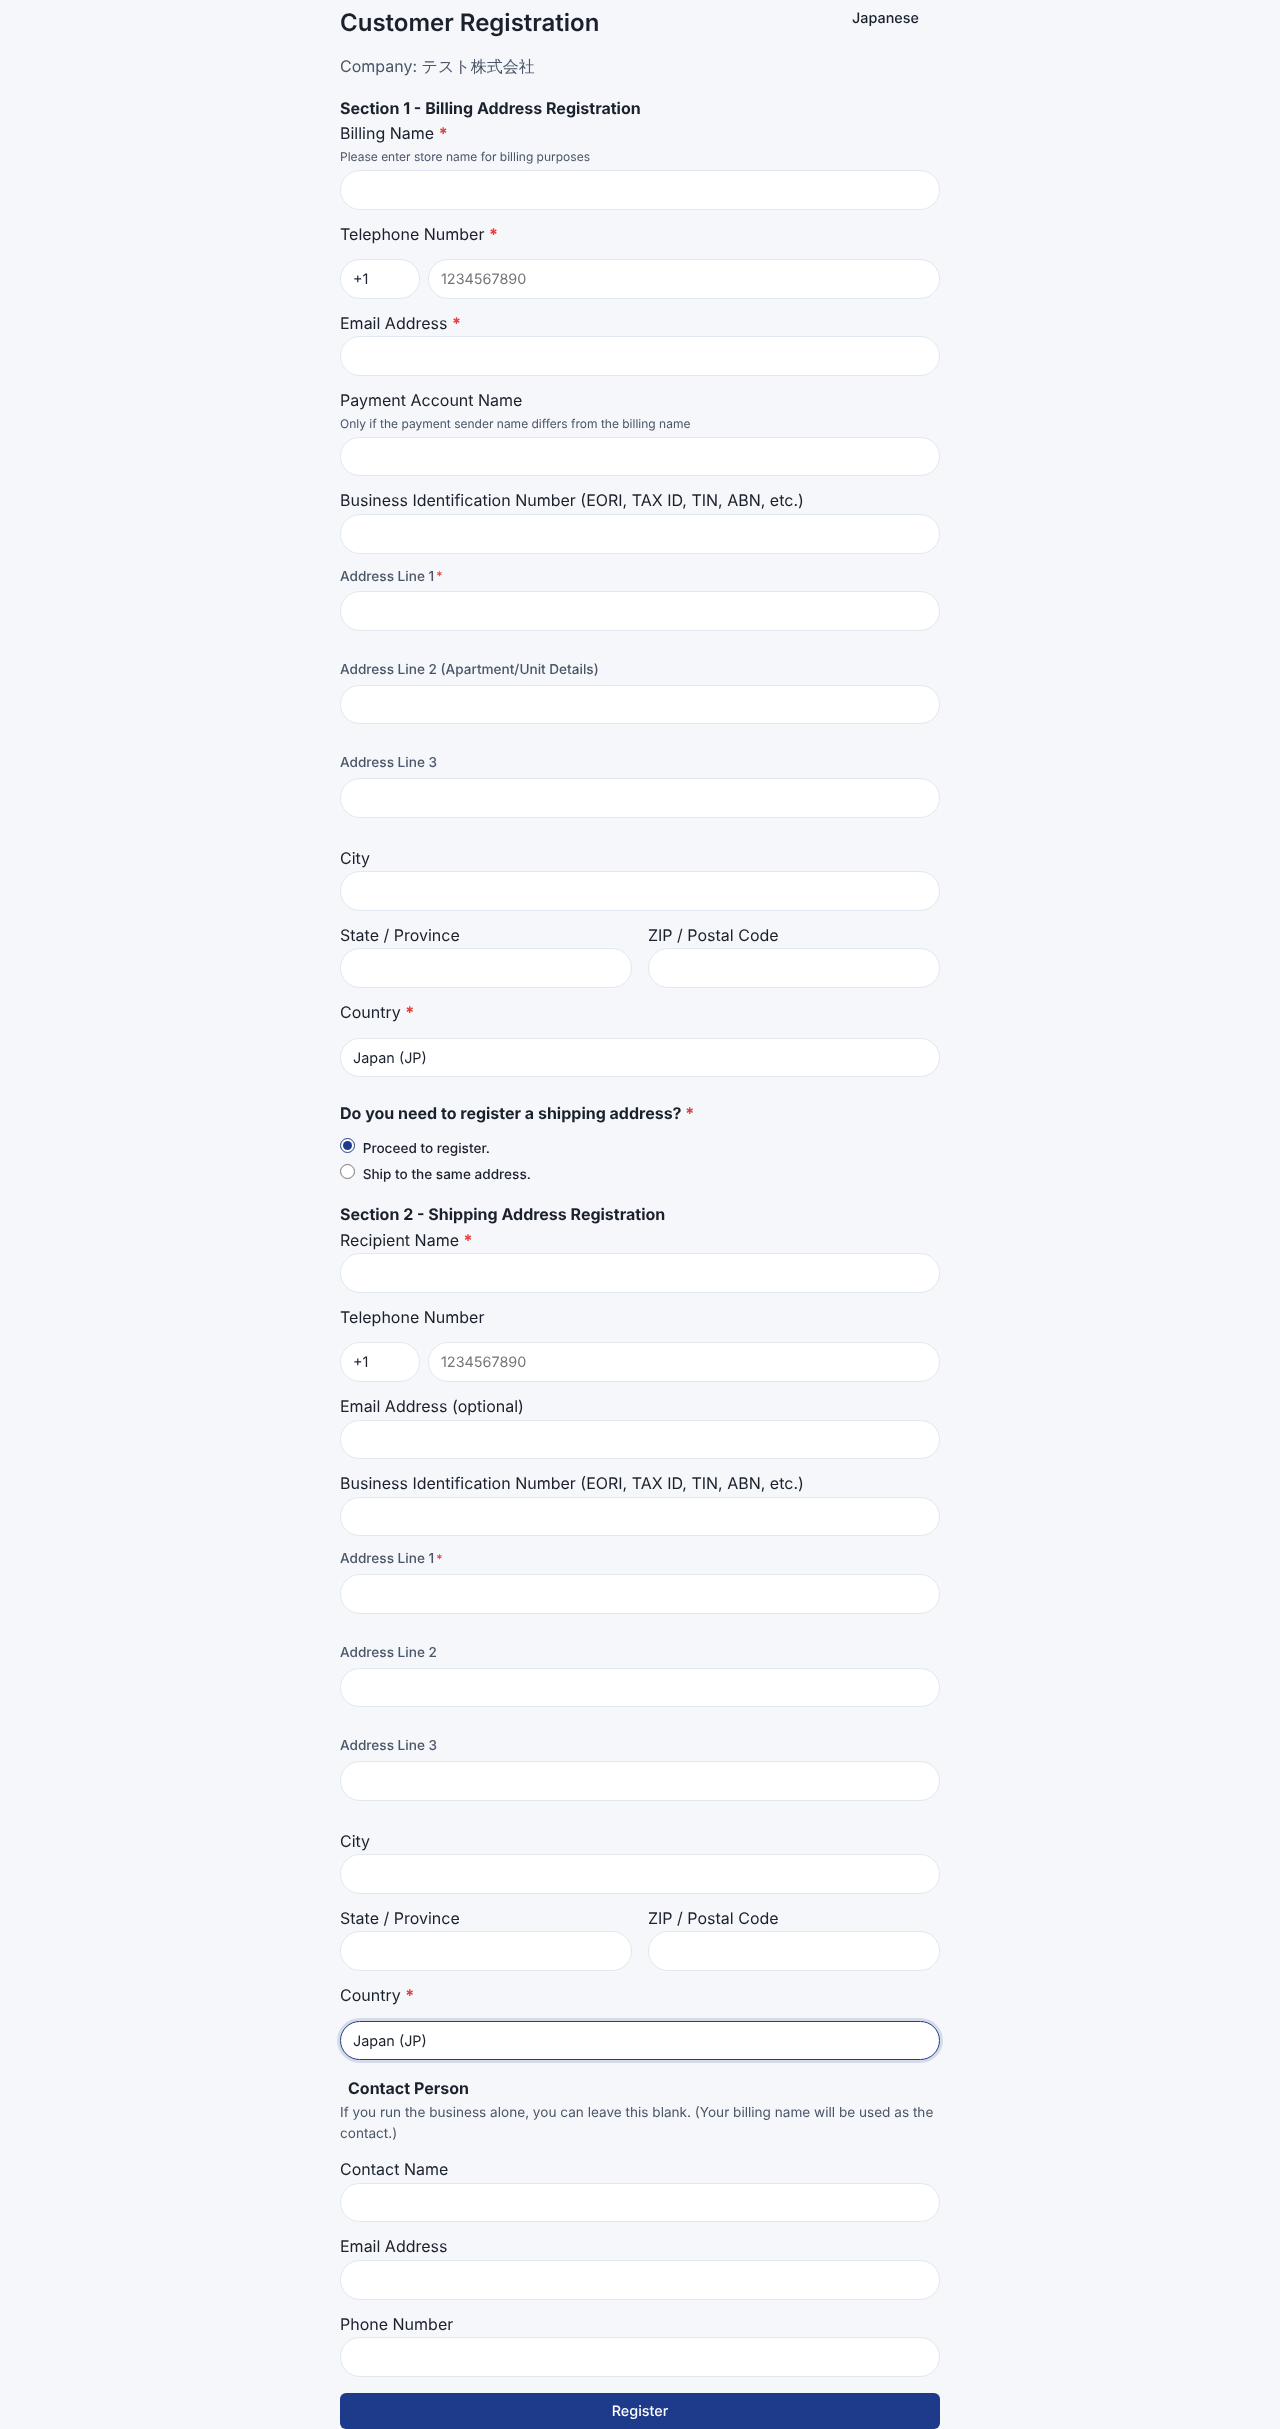 Customer Registration
Japanese
Company: テスト株式会社
Section 1 - Billing Address Registration
Billing Name *
Please enter store name for billing purposes
Telephone Number *
+1
1234567890
Email Address *
Payment Account Name
Only if the payment sender name differs from the billing name
Business Identification Number (EORI, TAX ID, TIN, ABN, etc.)
Address Line 1*
Address Line 2 (Apartment/Unit Details)
Address Line 3
City
State / Province
ZIP / Postal Code
Country *
Japan (JP)
Do you need to register a shipping address? *
Proceed to register.
Ship to the same address.
Section 2 - Shipping Address Registration
Recipient Name *
Telephone Number
+1
1234567890
Email Address (optional)
Business Identification Number (EORI, TAX ID, TIN, ABN, etc.)
Address Line 1*
Address Line 2
Address Line 3
City
State / Province
ZIP / Postal Code
Country *
Japan (JP)
Contact Person
If you run the business alone, you can leave this blank. (Your billing name will be used as the
contact.)
Contact Name
Email Address
Phone Number
Register